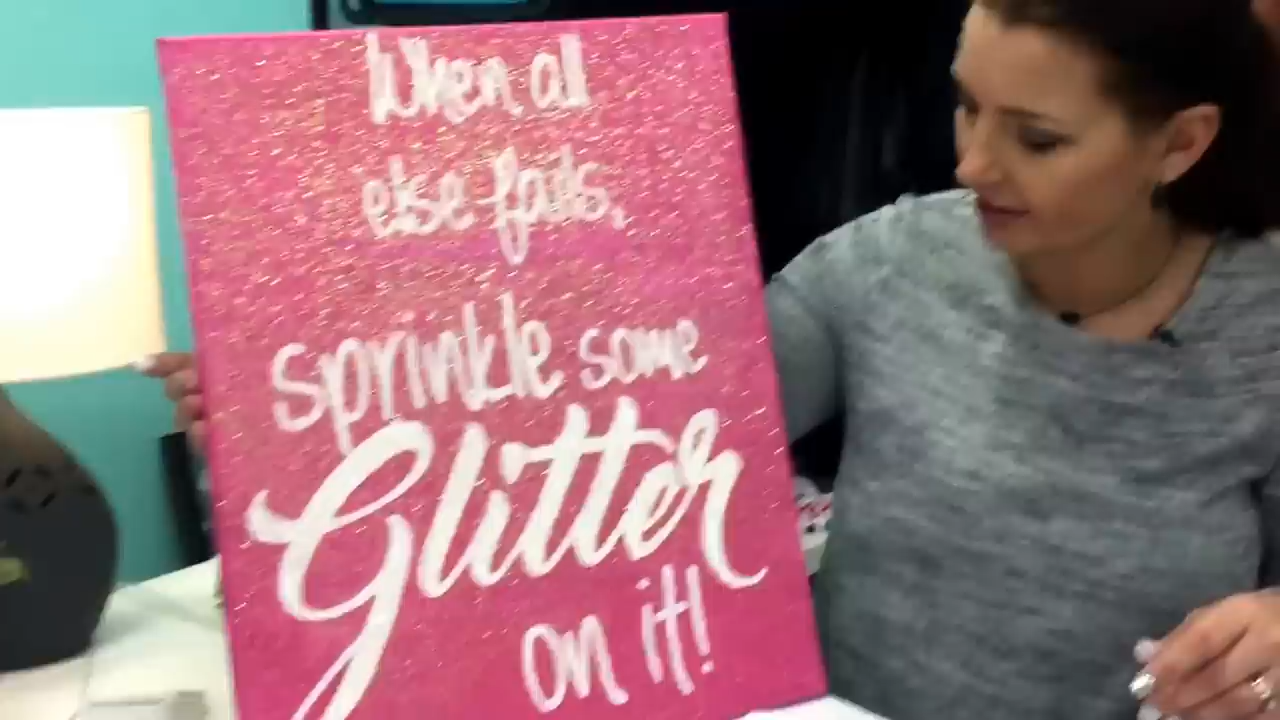 When all
else fails,
sprinkle some
Glitter
on it!